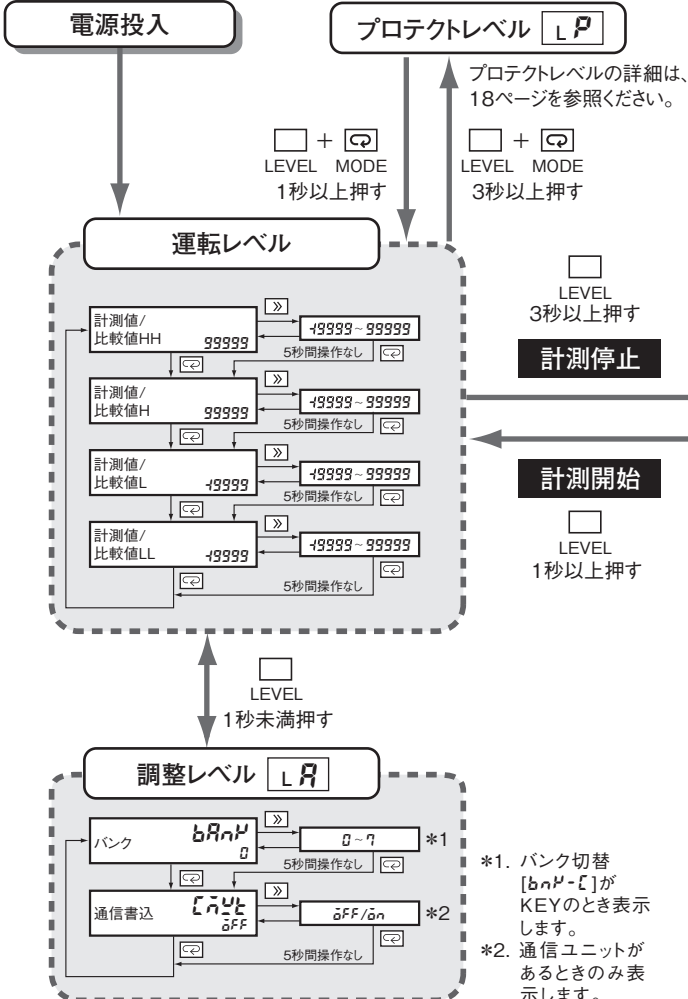 電源投入
プロテクトレベル LP
プロテクトレベルの詳細は、
18ページを参照ください。
+
LEVEL MODE
1秒以上押す
+
LEVEL MODE
3秒以上押す
運転レベル
計測値/
比較値HH 99999
-19999~99999
5秒間操作なし
計測値/
比較値H 99999
-19999~99999
5秒間操作なし
計測値/
比較値L -19999
-19999~99999
5秒間操作なし
計測値/
比較値LL -19999
-19999~99999
5秒間操作なし
LEVEL
3秒以上押す
計測停止
計測開始
LEVEL
1秒以上押す
LEVEL
1秒未満押す
調整レベル LA
バンク bAnK
0
0~7 *1
5秒間操作なし
通信書込 CMWt
oFF
oFF/on *2
5秒間操作なし
*1. バンク切替
[bnK-C]が
KEYのとき表示
します。
*2. 通信ユニットが
あるときのみ表
示します。